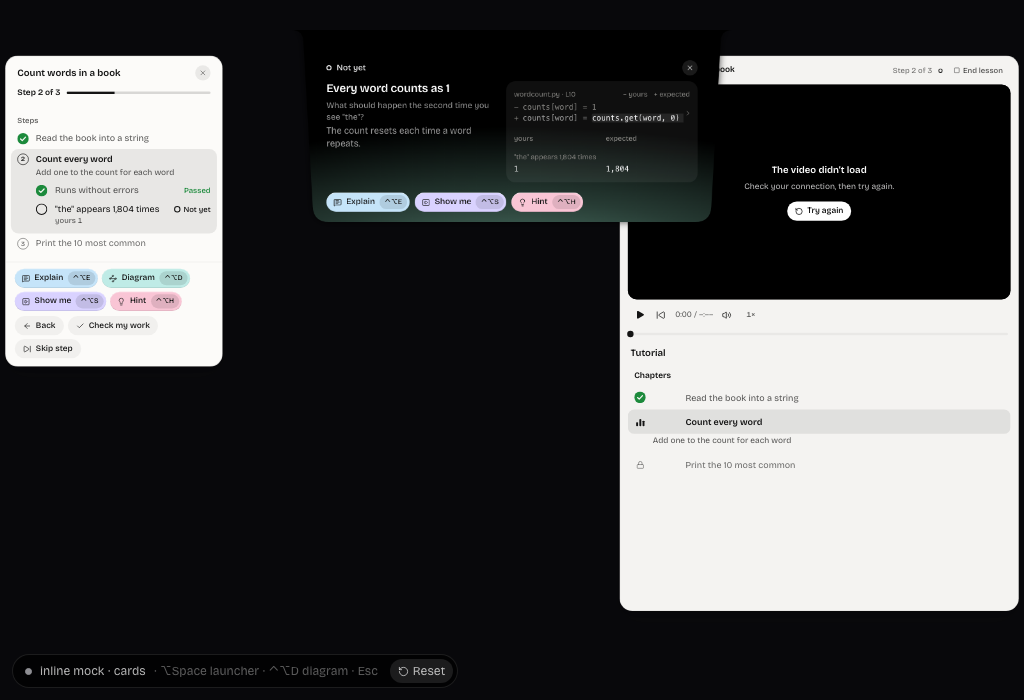 Count words in a book
Step 2 of 3
Steps
Read the book into a string
2 Count every word
Add one to the count for each word
Runs without errors Passed
"the" appears 1,804 times Not yet
yours 1
3 Print the 10 most common
Explain ⌃⌥E Diagram ⌃⌥D
Show me ⌃⌥S Hint ⌃⌥H
Back Check my work
Skip step
Not yet
Every word counts as 1
What should happen the second time you
see "the"?
The count resets each time a word
repeats.
wordcount.py · L10 − yours + expected
− counts[word] = 1
+ counts[word] = counts.get(word, 0)
yours expected
"the" appears 1,804 times
1 1,804
Explain ⌃⌥E Show me ⌃⌥S Hint ⌃⌥H
book Step 2 of 3 End lesson
The video didn't load
Check your connection, then try again.
Try again
0:00 / –:–– 1×
Tutorial
Chapters
Read the book into a string
Count every word
Add one to the count for each word
Print the 10 most common
inline mock · cards · ⌥Space launcher · ⌃⌥D diagram · Esc Reset